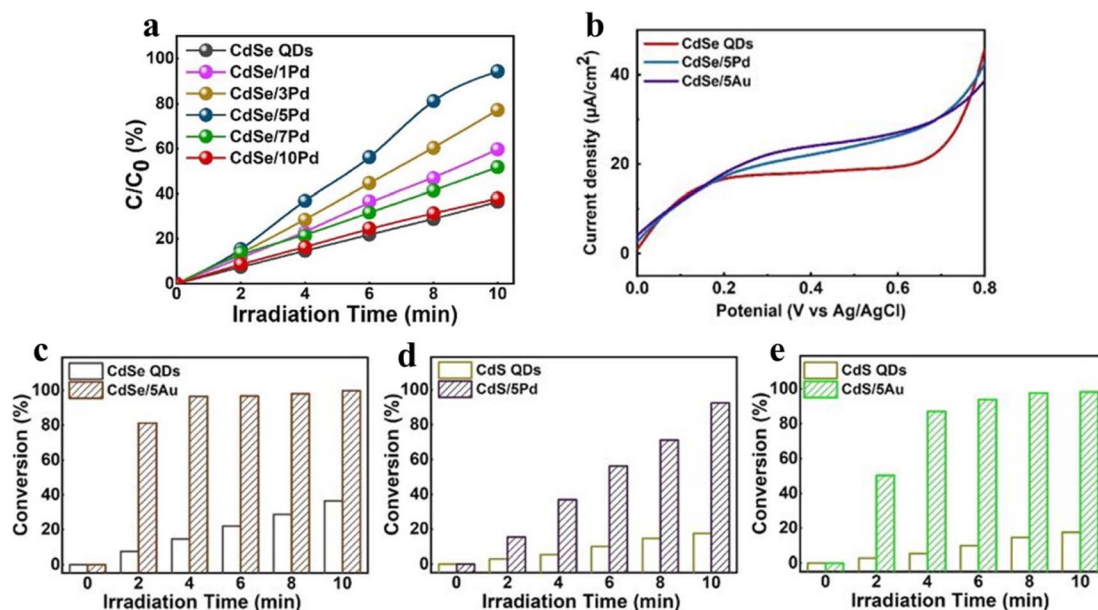 a
C/C₀ (%)
100
80
60
40
20
0
CdSe QDs
CdSe/1Pd
CdSe/3Pd
CdSe/5Pd
CdSe/7Pd
CdSe/10Pd
0 2 4 6 8 10
Irradiation Time (min)
b
Current density (µA/cm²)
40
20
0
CdSe QDs
CdSe/5Pd
CdSe/5Au
0.0 0.2 0.4 0.6 0.8
Potenial (V vs Ag/AgCl)
c
Conversion (%)
100
80
60
40
20
0
CdSe QDs
CdSe/5Au
0 2 4 6 8 10
Irradiation Time (min)
d
Conversion (%)
100
80
60
40
20
0
CdS QDs
CdS/5Pd
0 2 4 6 8 10
Irradiation Time (min)
e
Conversion (%)
100
80
60
40
20
0
CdS QDs
CdS/5Au
0 2 4 6 8 10
Irradiation Time (min)